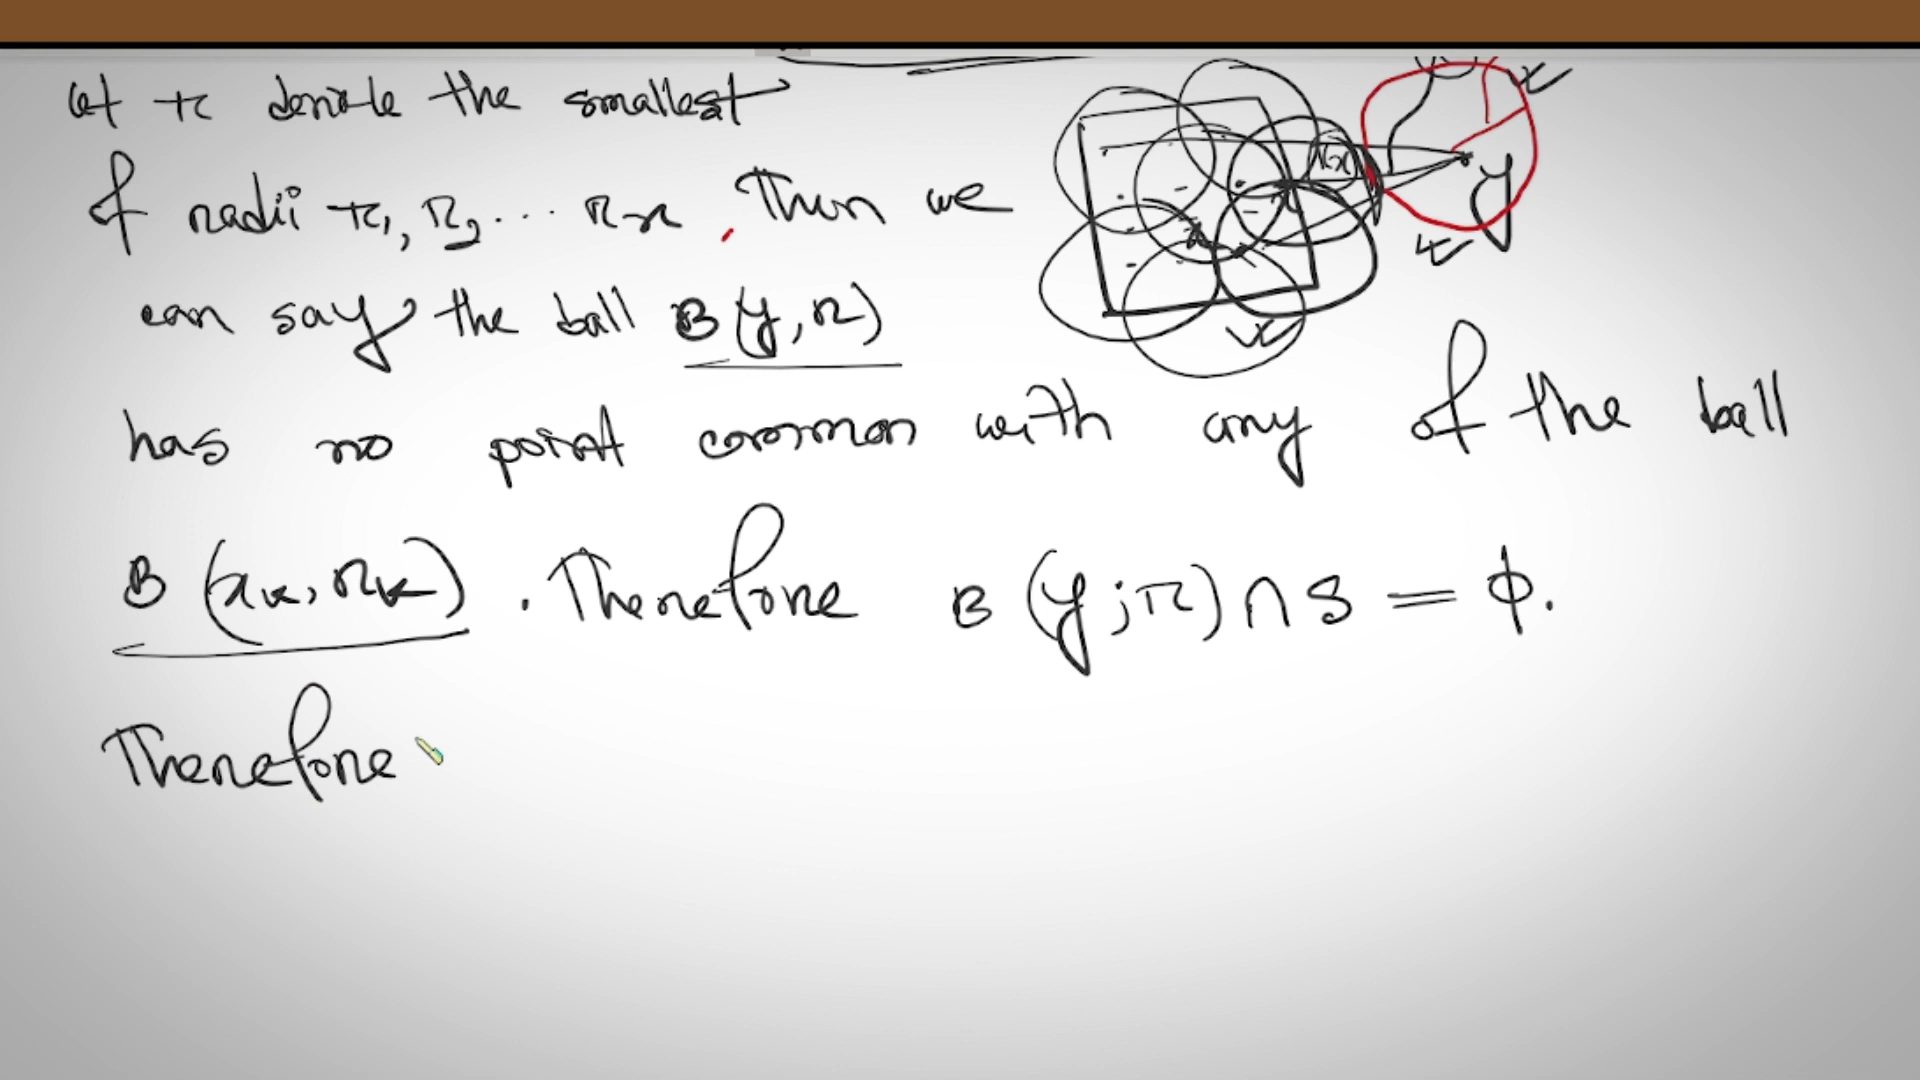 let r denote the smallest
of radii r₁, r₂ ... rₙ. Then we
can say the ball B(y, r)
has no point common with any of the ball
B (xₖ, rₖ). Therefore B (y; r) ∩ S = ϕ.
Therefore
y